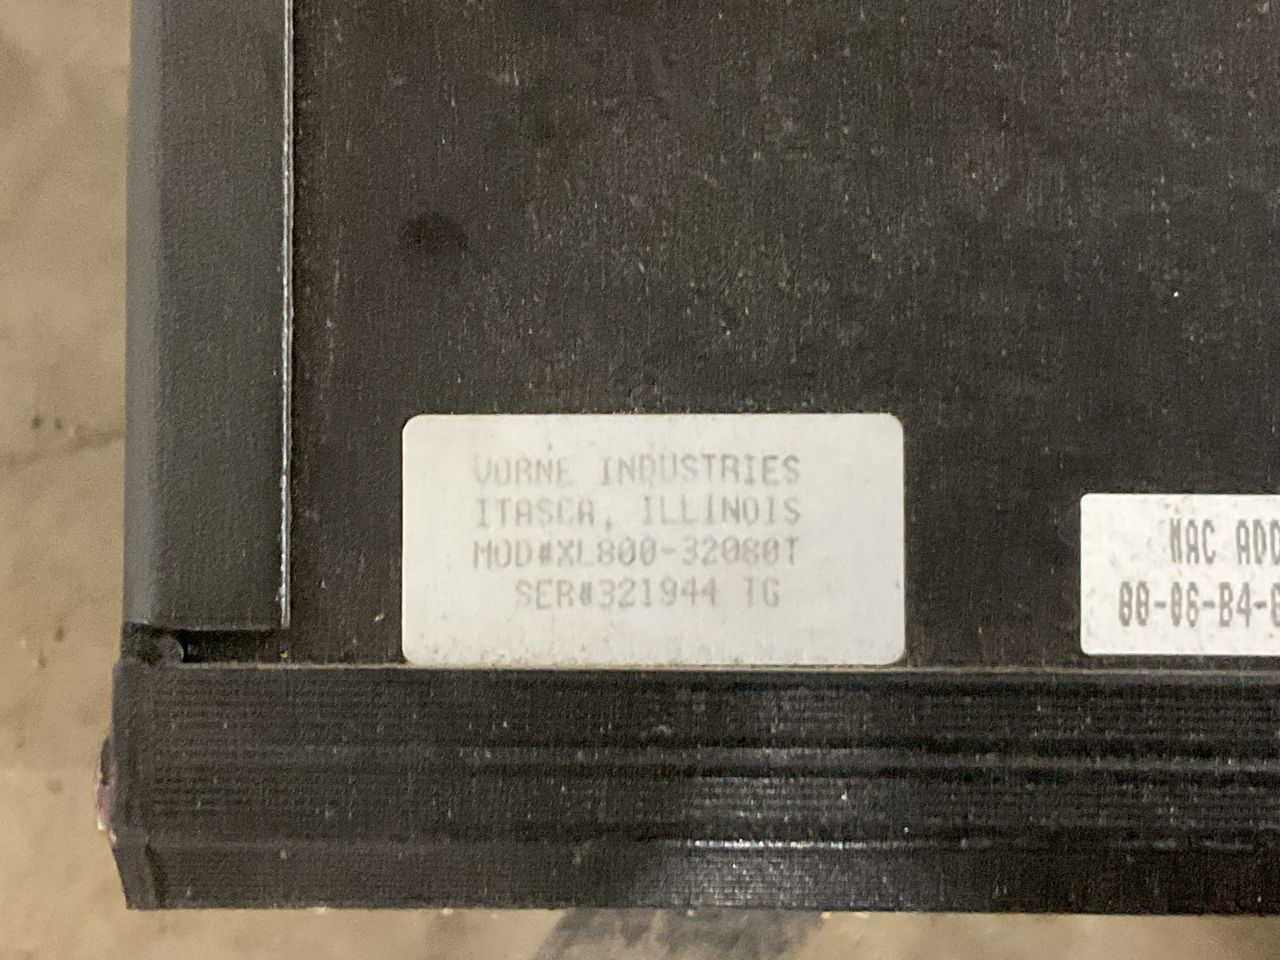 VORNE INDUSTRIES
ITASCA, ILLINOIS
MOD#XL800-32080T
SER#321944 TG
MAC ADD
00-06-B4-